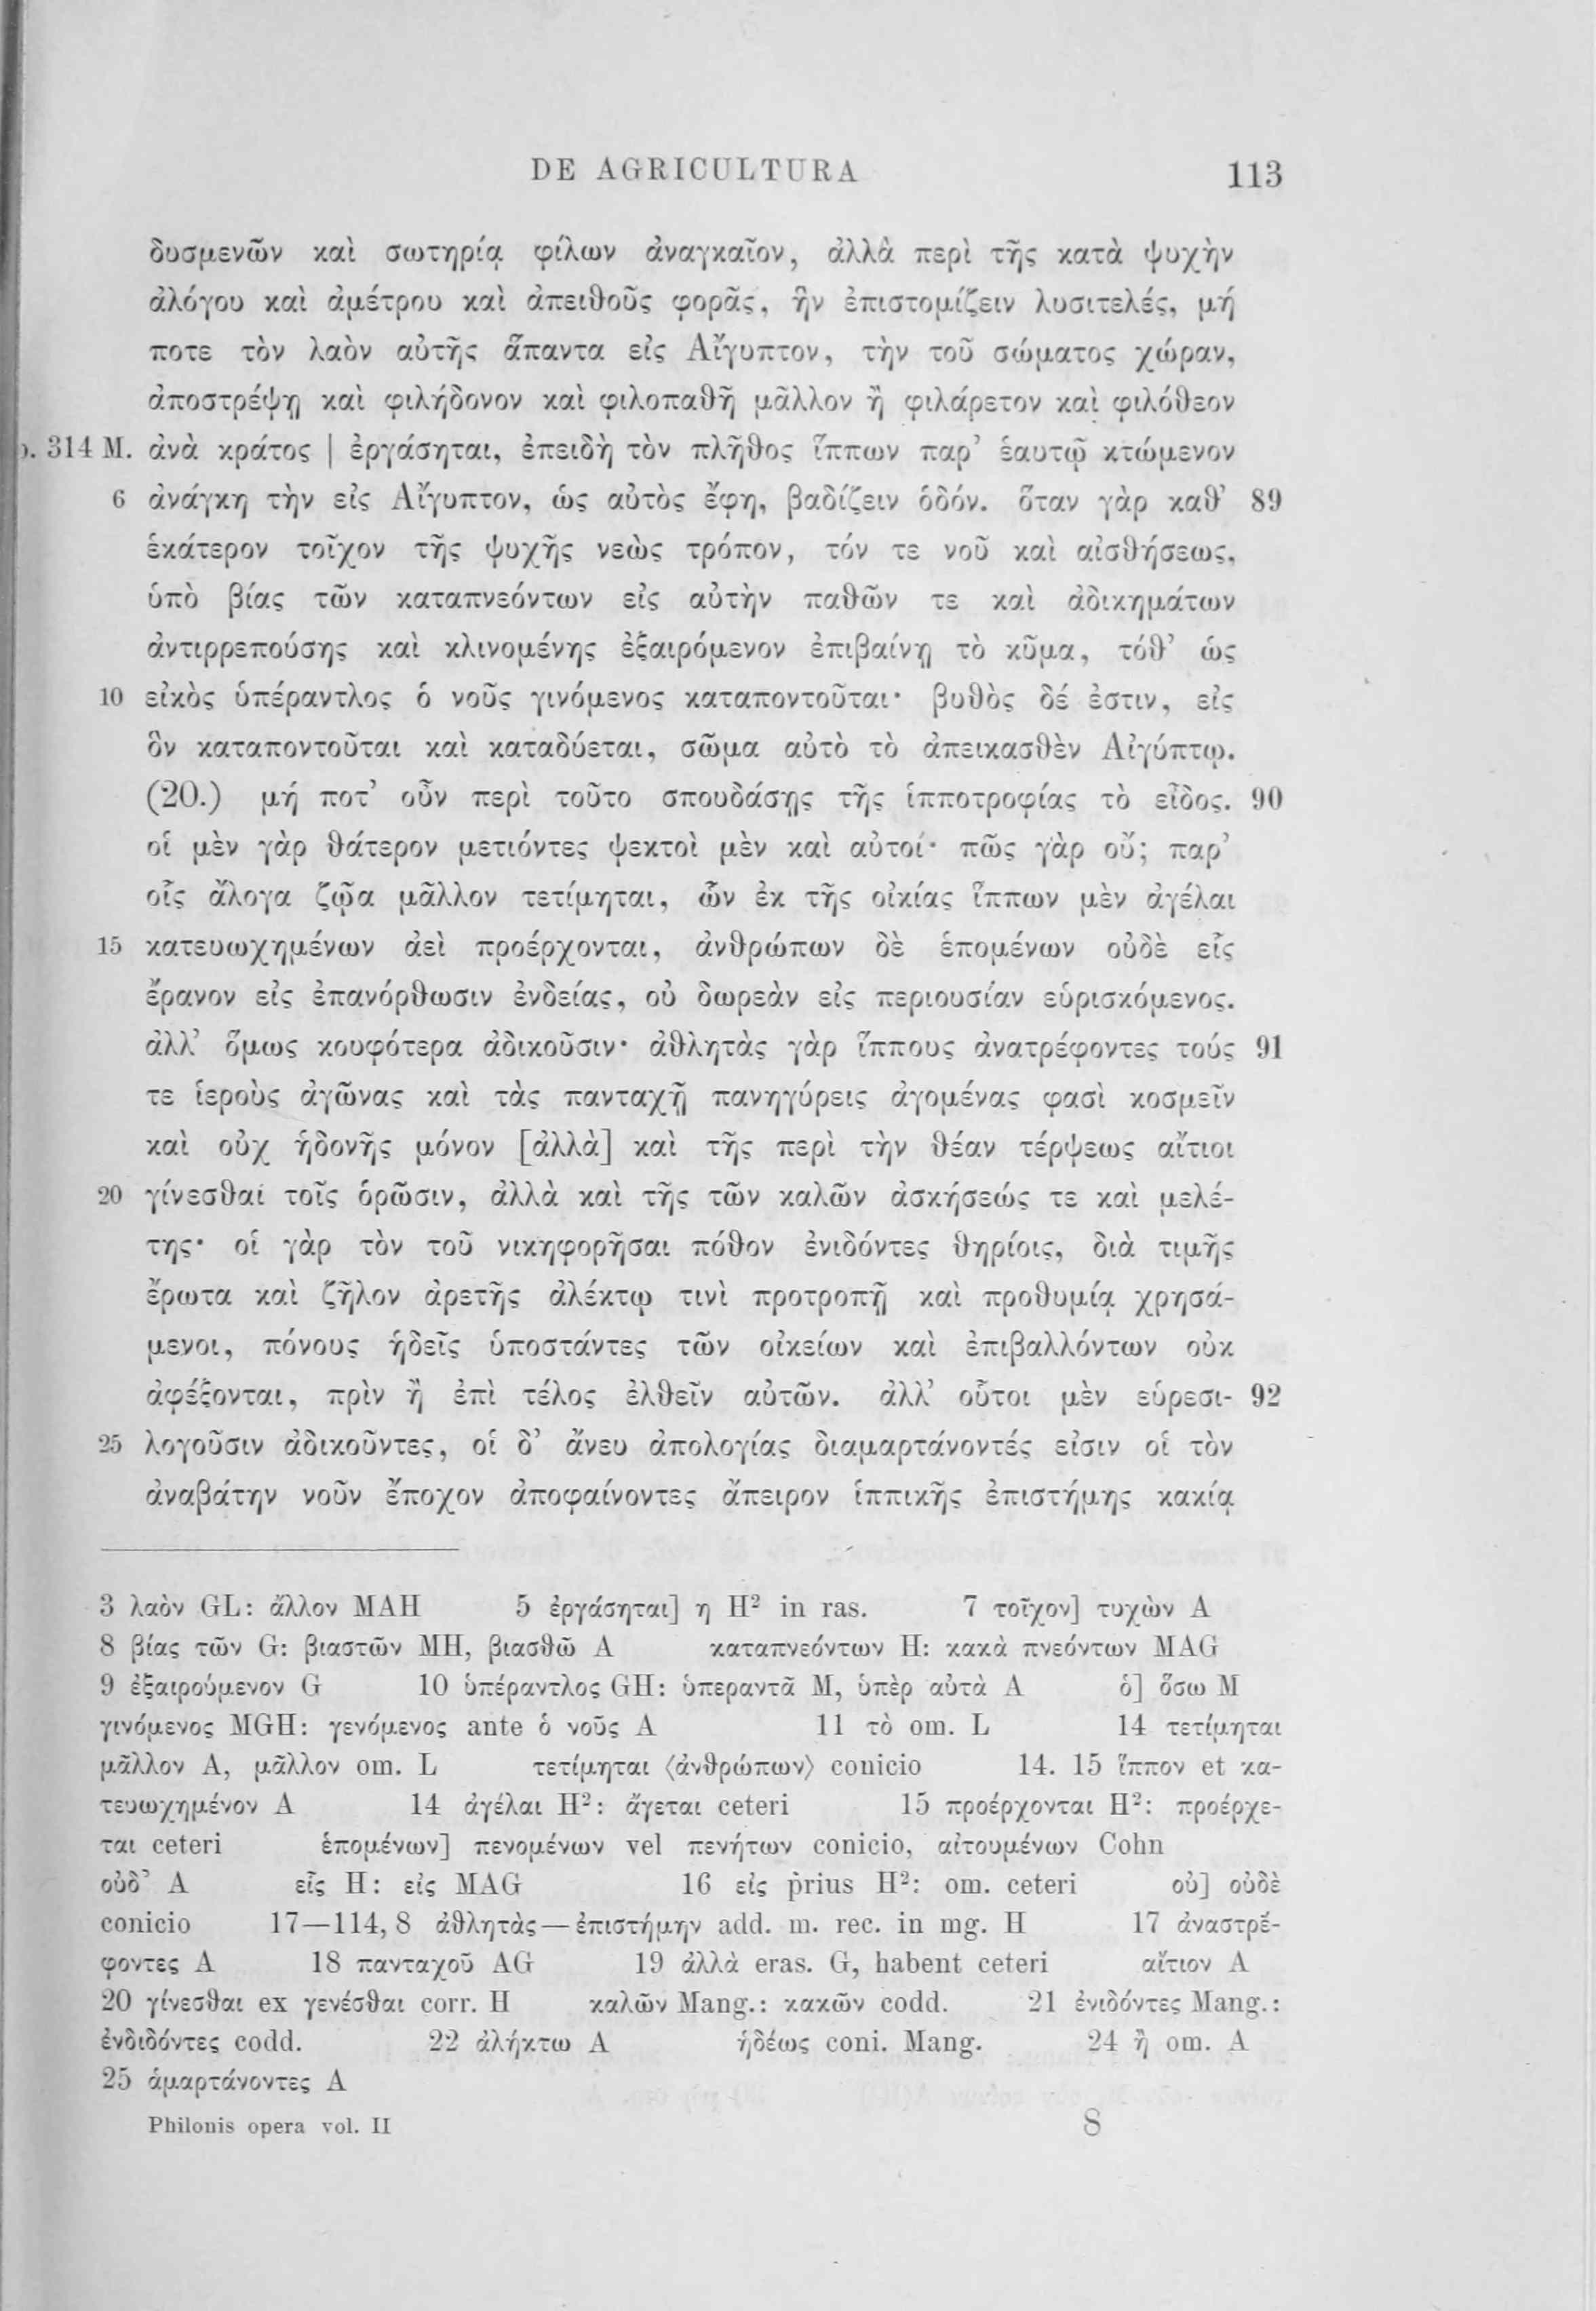 DE AGRICULTURA 113
δυσμενῶν καὶ σωτηρίᾳ φίλων ἀναγκαῖον, ἀλλὰ περὶ τῆς κατὰ ψυχὴν
ἀλόγου καὶ ἀμέτρου καὶ ἀπειθοῦς φορᾶς, ἣν ἐπιστομίζειν λυσιτελές, μή
ποτε τὸν λαὸν αὐτῆς ἅπαντα εἰς Αἴγυπτον, τὴν τοῦ σώματος χώραν,
ἀποστρέψῃ καὶ φιλήδονον καὶ φιλοπαθῆ μᾶλλον ἢ φιλάρετον καὶ φιλόθεον
p. 314 M. ἀνὰ κράτος | ἐργάσηται, ἐπειδὴ τὸν πλῆθος ἵππων παρ’ ἑαυτῷ κτώμενον
6 ἀνάγκη τὴν εἰς Αἴγυπτον, ὡς αὐτὸς ἔφη, βαδίζειν ὁδόν. ὅταν γὰρ καθ’ 89
ἑκάτερον τοῖχον τῆς ψυχῆς νεὼς τρόπον, τόν τε νοῦ καὶ αἰσθήσεως,
ὑπὸ βίας τῶν καταπνεόντων εἰς αὐτὴν παθῶν τε καὶ ἀδικημάτων
ἀντιρρεπούσης καὶ κλινομένης ἐξαιρόμενον ἐπιβαίνῃ τὸ κῦμα, τόθ’ ὡς
10 εἰκὸς ὑπέραντλος ὁ νοῦς γινόμενος καταποντοῦται· βυθὸς δέ ἐστιν, εἰς
ὃν καταποντοῦται καὶ καταδύεται, σῶμα αὐτὸ τὸ ἀπεικασθὲν Αἰγύπτῳ.
(20.) μή ποτ’ οὖν περὶ τοῦτο σπουδάσῃς τῆς ἱπποτροφίας τὸ εἶδος. 90
οἱ μὲν γὰρ θάτερον μετιόντες ψεκτοὶ μὲν καὶ αὐτοί· πῶς γὰρ οὔ; παρ’
οἷς ἄλογα ζῷα μᾶλλον τετίμηται, ὧν ἐκ τῆς οἰκίας ἵππων μὲν ἀγέλαι
15 κατευωχημένων ἀεὶ προέρχονται, ἀνθρώπων δὲ ἑπομένων οὐδὲ εἷς
ἔρανον εἰς ἐπανόρθωσιν ἐνδείας, οὐ δωρεὰν εἰς περιουσίαν εὑρισκόμενος.
ἀλλ’ ὅμως κουφότερα ἀδικοῦσιν· ἀθλητὰς γὰρ ἵππους ἀνατρέφοντες τούς 91
τε ἱεροὺς ἀγῶνας καὶ τὰς πανταχῇ πανηγύρεις ἀγομένας φασὶ κοσμεῖν
καὶ οὐχ ἡδονῆς μόνον [ἀλλὰ] καὶ τῆς περὶ τὴν θέαν τέρψεως αἴτιοι
20 γίνεσθαι τοῖς ὁρῶσιν, ἀλλὰ καὶ τῆς τῶν καλῶν ἀσκήσεώς τε καὶ μελέ-
της· οἱ γὰρ τὸν τοῦ νικηφορῆσαι πόθον ἐνιδόντες θηρίοις, διὰ τιμῆς
ἔρωτα καὶ ζῆλον ἀρετῆς ἀλέκτῳ τινὶ προτροπῇ καὶ προθυμίᾳ χρησά-
μενοι, πόνους ἡδεῖς ὑποστάντες τῶν οἰκείων καὶ ἐπιβαλλόντων οὐκ
ἀφέξονται, πρὶν ἢ ἐπὶ τέλος ἐλθεῖν αὐτῶν. ἀλλ’ οὗτοι μὲν εὑρεσι- 92
25 λογοῦσιν ἀδικοῦντες, οἱ δ’ ἄνευ ἀπολογίας διαμαρτάνοντές εἰσιν οἱ τὸν
ἀναβάτην νοῦν ἔποχον ἀποφαίνοντες ἄπειρον ἱππικῆς ἐπιστήμης κακίᾳ
3 λαὸν GL: ἄλλον MAH 5 ἐργάσηται] η H² in ras. 7 τοῖχον] τυχὼν A
8 βίας τῶν G: βιαστῶν MH, βιασθῶ A καταπνεόντων H: κακὰ πνεόντων MAG
9 ἐξαιρούμενον G 10 ὑπέραντλος GH: ὑπεραντᾶ M, ὑπὲρ αὐτὰ A ὁ] ὅσω M
γινόμενος MGH: γενόμενος ante ὁ νοῦς A 11 τὸ om. L 14 τετίμηται
μᾶλλον A, μᾶλλον om. L τετίμηται ⟨ἀνθρώπων⟩ conicio 14. 15 ἵππον et κα-
τευωχημένον A 14 ἀγέλαι H²: ἄγεται ceteri 15 προέρχονται H²: προέρχε-
ται ceteri ἑπομένων] πενομένων vel πενήτων conicio, αἰτουμένων Cohn
οὐδ’ A εἷς H: εἰς MAG 16 εἰς prius H²: om. ceteri οὐ] οὐδὲ
conicio 17—114, 8 ἀθλητὰς—ἐπιστήμην add. m. rec. in mg. H 17 ἀναστρέ-
φοντες A 18 πανταχοῦ AG 19 ἀλλὰ eras. G, habent ceteri αἴτιον A
20 γίνεσθαι ex γενέσθαι corr. H καλῶν Mang.: κακῶν codd. 21 ἐνιδόντες Mang.:
ἐνδιδόντες codd. 22 ἀλήκτω A ἡδέως coni. Mang. 24 ἢ om. A
25 ἁμαρτάνοντες A
Philonis opera vol. II 8